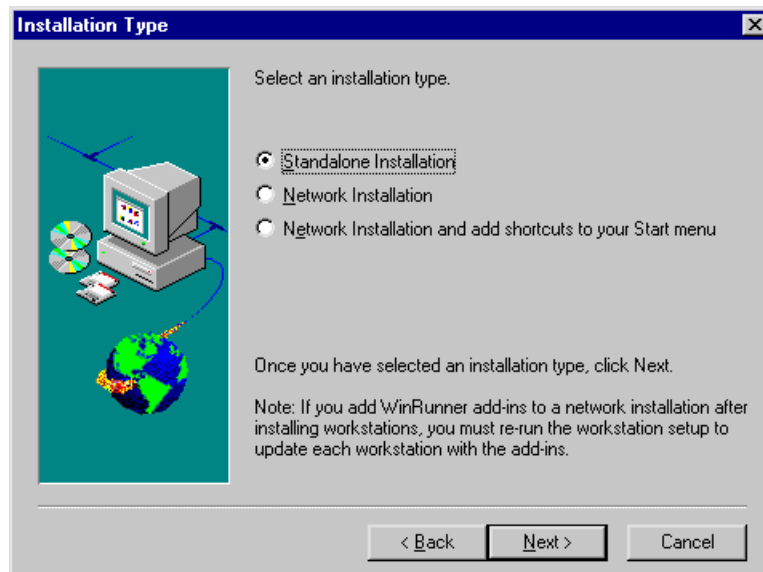 Installation Type
Select an installation type.
Standalone Installation
Network Installation
Network Installation and add shortcuts to your Start menu
Once you have selected an installation type, click Next.
Note: If you add WinRunner add-ins to a network installation after
installing workstations, you must re-run the workstation setup to
update each workstation with the add-ins.
< Back
Next >
Cancel